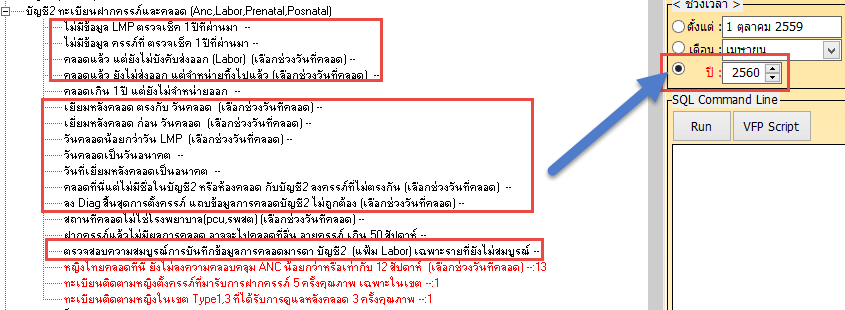 บัญชี2 ทะเบียนฝากครรภ์และคลอด (Anc,Labor,Prenatal,Posnatal)
ไม่มีข้อมูล LMP ตรวจเช็ค 1ปีที่ผ่านมา
ไม่มีข้อมูล ครรภ์ที่ ตรวจเช็ค 1ปีที่ผ่านมา
คลอดแล้ว แต่ยังไม่บังคับส่งออก (Labor) (เลือกช่วงวันที่คลอด) --
คลอดแล้ว ยังไม่ส่งออก แต่จำหน่ายทิ้งไปแล้ว (เลือกช่วงวันที่คลอด) --
คลอดเกิน 1ปี แต่ยังไม่จำหน่ายออก --
เยี่ยมหลังคลอด ตรงกับ วันคลอด (เลือกช่วงวันที่คลอด) --
เยี่ยมหลังคลอด ก่อน วันคลอด (เลือกช่วงวันที่คลอด) --
วันคลอดน้อยกว่าวัน LMP (เลือกช่วงวันที่คลอด) --
วันคลอดเป็นวันอนาคต --
วันที่เยี่ยมหลังคลอดเป็นอนาคต --
คลอดที่นี่แต่ไม่มีชื่อในบัญชี2 หรือห้องคลอด กับบัญชี2 ลงครรภ์ที่ไม่ตรงกัน (เลือกช่วงวันที่คลอด) --
ลง Diag สิ้นสุดการตั้งครรภ์ แถบข้อมูลการคลอดบัญชี2 ไม่ถูกต้อง (เลือกช่วงวันที่คลอด) --
สถานที่คลอดไม่ใช่โรงพยาบาล(pcu,รพสต) (เลือกช่วงวันที่คลอด) --
ฝากครรภ์แล้วไม่มีผลการคลอด อาจจะไปคลอดที่อื่น อายุครรภ์ เกิน 50 สัปดาห์ --
ตรวจสอบความสมบูรณ์การบันทึกข้อมูลการคลอดมารดา บัญชี2 (แฟ้ม Labor) เฉพาะรายที่ยังไม่สมบูรณ์ --
หญิงไทยคลอดที่นี่ ยังไม่ลงความคลอบคลุม ANC น้อยกว่าหรือเท่ากับ 12 สัปดาห์ (เลือกช่วงวันที่คลอด) --:13
ทะเบียนติดตามหญิงตั้งครรภ์ที่มารับการฝากครรภ์ 5 ครั้งคุณภาพ เฉพาะในเขต --:1
ทะเบียนติดตามหญิงในเขต Type1,3 ที่ได้รับการดูแลหลังคลอด 3 ครั้งคุณภาพ --:1
< ช่วงเวลา >
ตั้งแต่ : 1 ตุลาคม 2559
เดือน : เมษายน
ปี : 2560
SQL Command Line
Run VFP Script